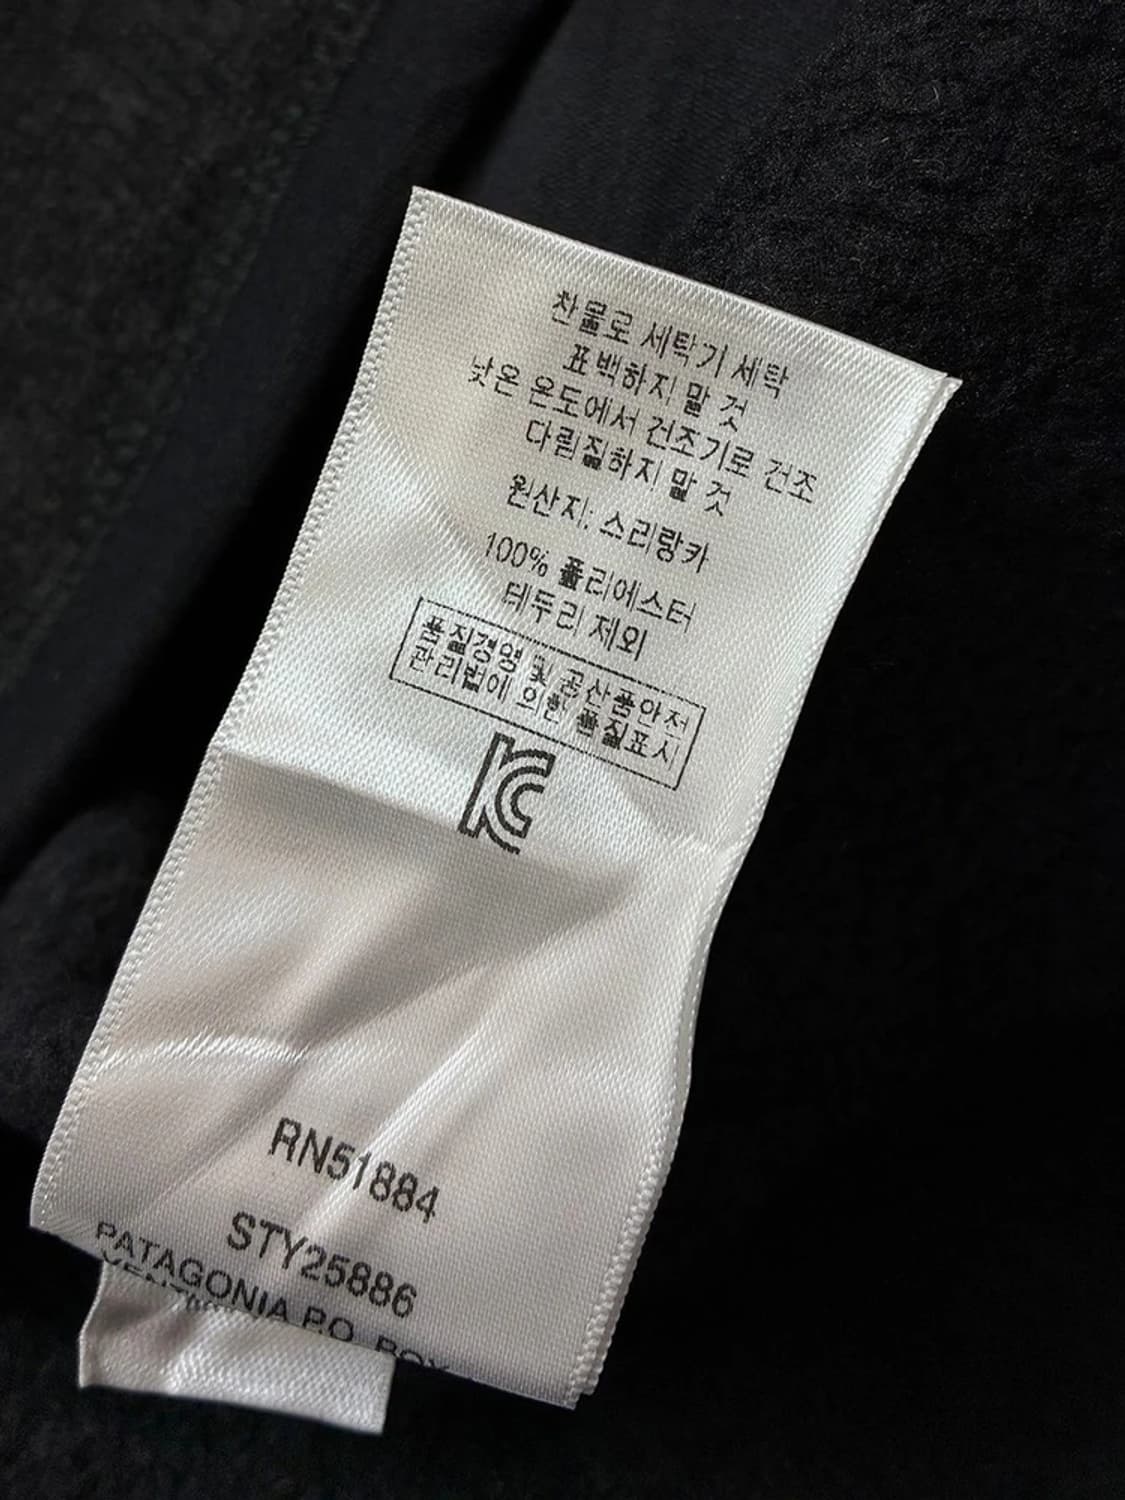 찬물로 세탁기 세탁
표백하지 말 것
낮은 온도에서 건조기로 건조
다림질하지 말 것
원산지: 스리랑카
100% 폴리에스터
테두리 제외
품질경영 및 공산품안전
관리법에 의한 품질표시
KC
RN51884
STY25886
PATAGONIA P.O. BOX